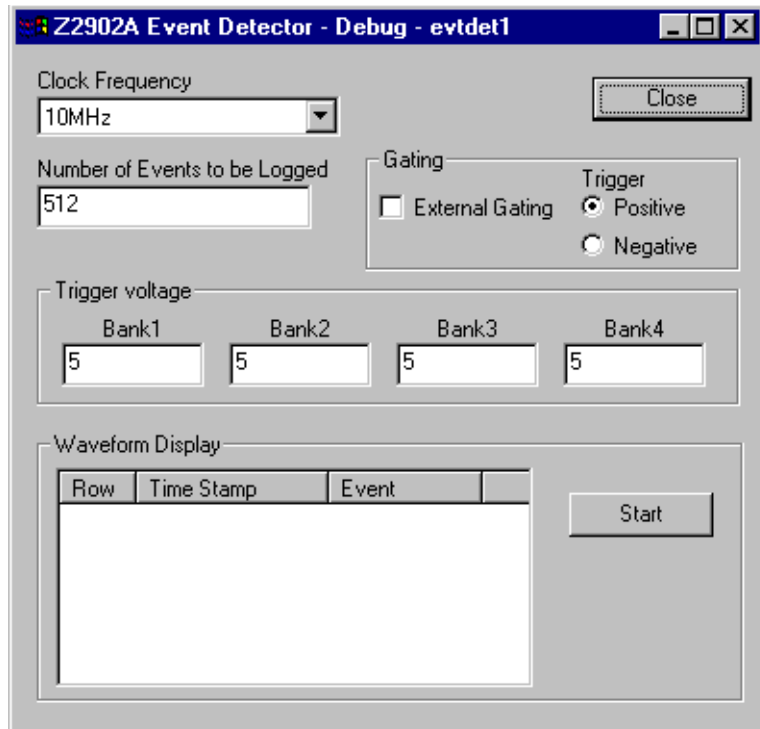 Z2902A Event Detector - Debug - evtdet1
Clock Frequency
10MHz
Close
Number of Events to be Logged
512
Gating
External Gating
Trigger
Positive
Negative
Trigger voltage
Bank1 Bank2 Bank3 Bank4
5 5 5 5
Waveform Display
Row Time Stamp Event
Start